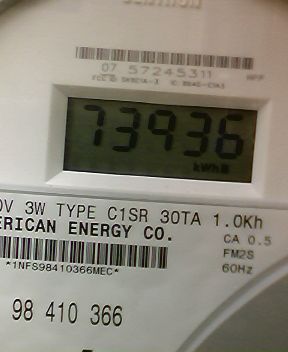 07 57245311
73936
kWh
0V 3W TYPE C1SR 30TA 1.0Kh
ERICAN ENERGY CO.
CA 0.5
FM2S
*1NFS98410366MEC*
60Hz
98 410 366